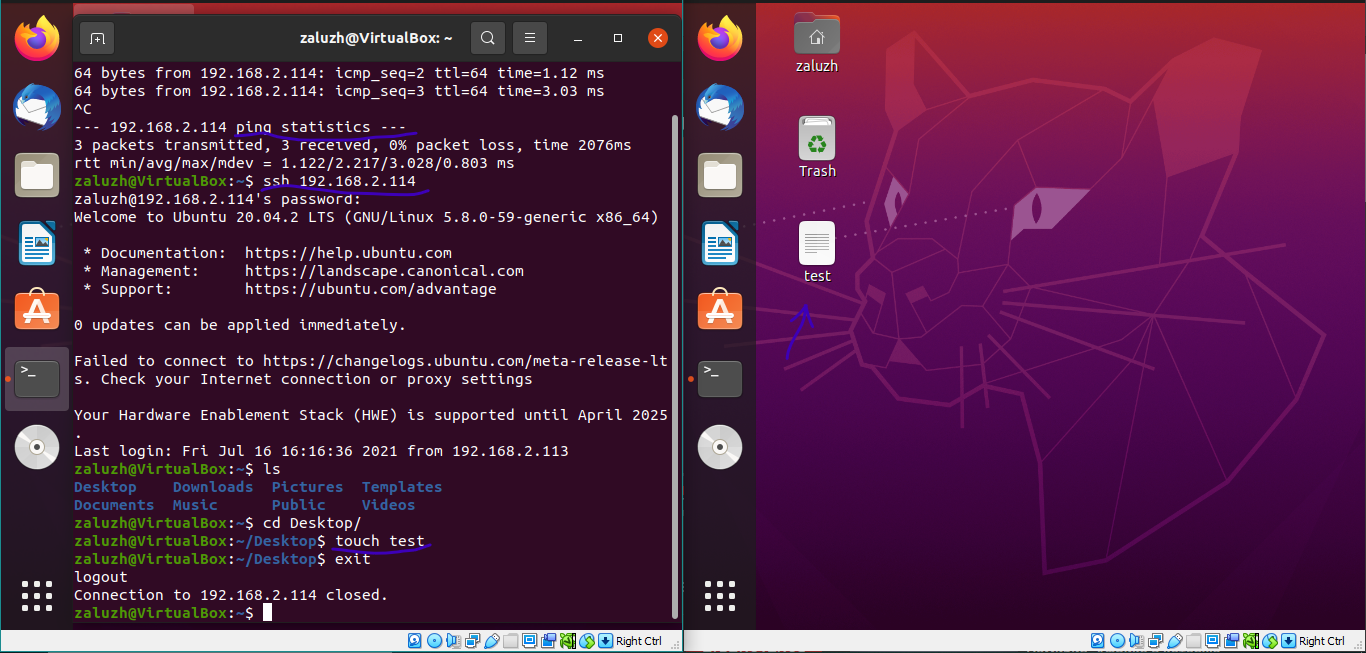 zaluzh@VirtualBox: ~
64 bytes from 192.168.2.114: icmp_seq=2 ttl=64 time=1.12 ms
64 bytes from 192.168.2.114: icmp_seq=3 ttl=64 time=3.03 ms
^C
--- 192.168.2.114 ping statistics ---
3 packets transmitted, 3 received, 0% packet loss, time 2076ms
rtt min/avg/max/mdev = 1.122/2.217/3.028/0.803 ms
zaluzh@VirtualBox:~$ ssh 192.168.2.114
zaluzh@192.168.2.114's password:
Welcome to Ubuntu 20.04.2 LTS (GNU/Linux 5.8.0-59-generic x86_64)
* Documentation:  https://help.ubuntu.com
* Management:     https://landscape.canonical.com
* Support:        https://ubuntu.com/advantage
0 updates can be applied immediately.
Failed to connect to https://changelogs.ubuntu.com/meta-release-lt
s. Check your Internet connection or proxy settings
Your Hardware Enablement Stack (HWE) is supported until April 2025
.
Last login: Fri Jul 16 16:16:36 2021 from 192.168.2.113
zaluzh@VirtualBox:~$ ls
Desktop    Downloads  Pictures  Templates
Documents  Music      Public    Videos
zaluzh@VirtualBox:~$ cd Desktop/
zaluzh@VirtualBox:~/Desktop$ touch test
zaluzh@VirtualBox:~/Desktop$ exit
logout
Connection to 192.168.2.114 closed.
zaluzh@VirtualBox:~$
Right Ctrl
zaluzh
Trash
test
Right Ctrl